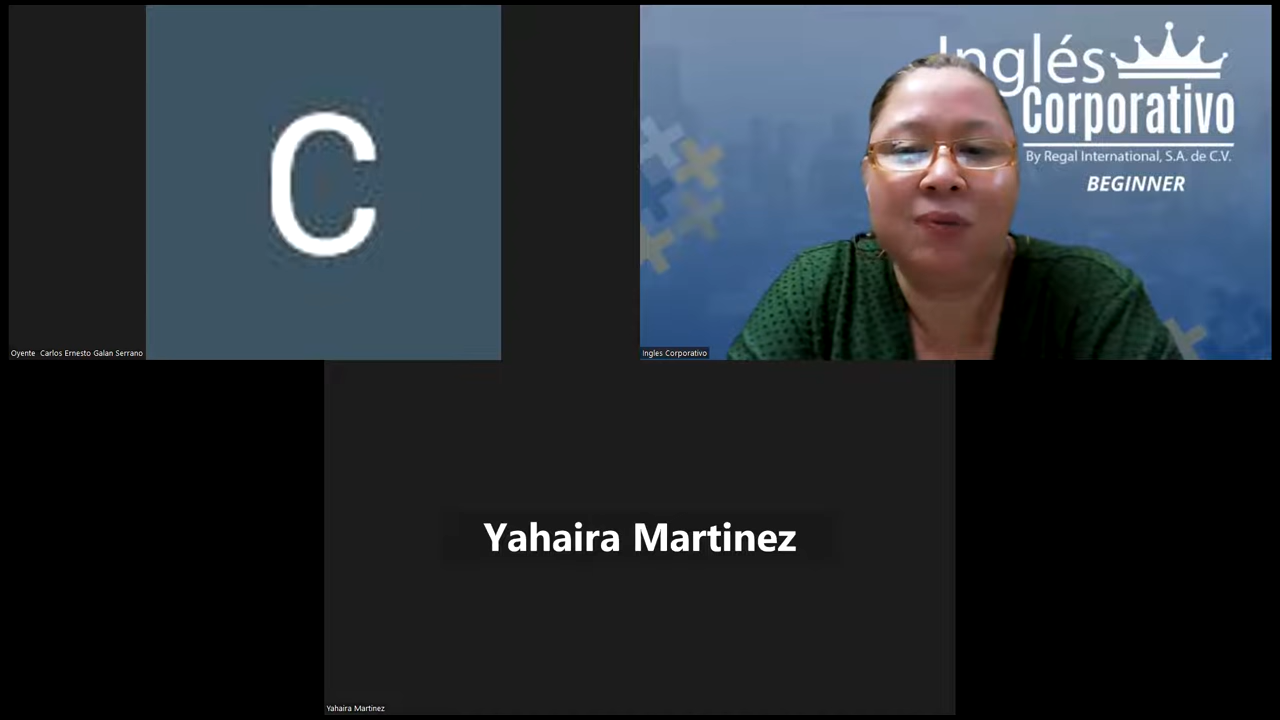 C
Inglés
Corporativo
By Regal International, S.A. de C.V.
BEGINNER
Oyente Carlos Ernesto Galan Serrano
Ingles Corporativo
Yahaira Martinez
Yahaira Martinez